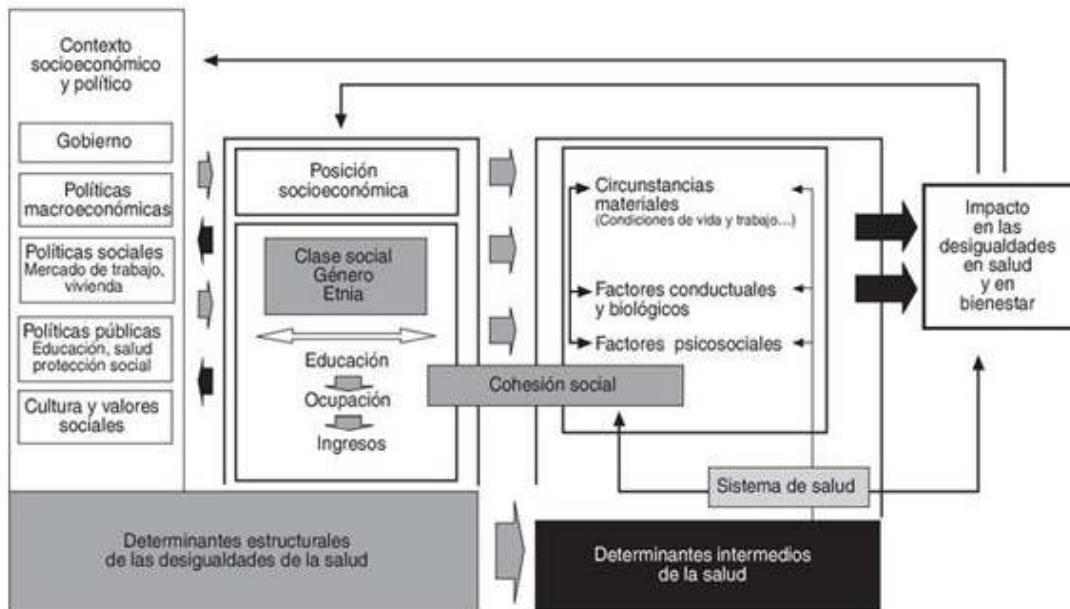 Contexto
socioeconómico
y político
Gobierno
Políticas
macroeconómicas
Políticas sociales
Mercado de trabajo,
vivienda
Políticas públicas
Educación, salud
protección social
Cultura y valores
sociales
Posición
socioeconómica
Clase social
Género
Etnia
Educación
Ocupación
Ingresos
Cohesión social
Circunstancias
materiales
(Condiciones de vida y trabajo...)
Factores conductuales
y biológicos
Factores psicosociales
Sistema de salud
Impacto
en las
desigualdades
en salud
y en
bienestar
Determinantes estructurales
de las desigualdades de la salud
Determinantes intermedios
de la salud